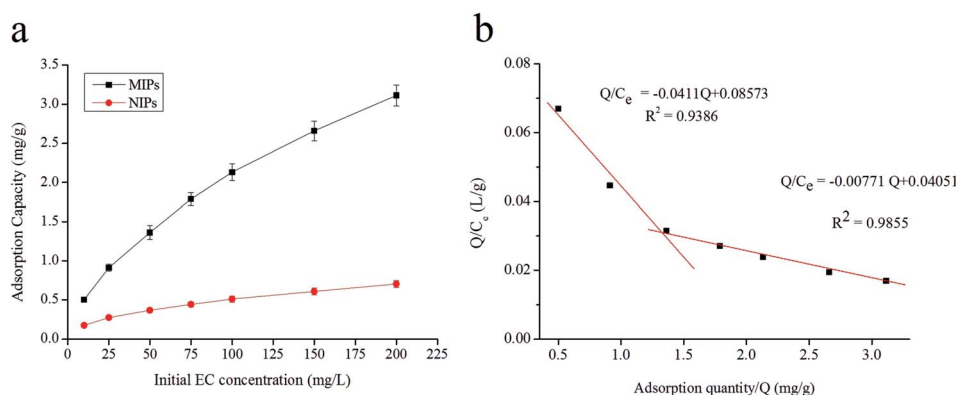 a
3.5
3.0
2.5
2.0
1.5
1.0
0.5
0.0
Adsorption Capacity (mg/g)
MIPs
NIPs
0 25 50 75 100 125 150 175 200 225
Initial EC concentration (mg/L)
b
0.08
0.06
0.04
0.02
0.00
Q/Ce (L/g)
Q/Ce = -0.0411Q+0.08573
R2 = 0.9386
Q/Ce = -0.00771 Q+0.04051
R2 = 0.9855
0.5 1.0 1.5 2.0 2.5 3.0
Adsorption quantity/Q (mg/g)